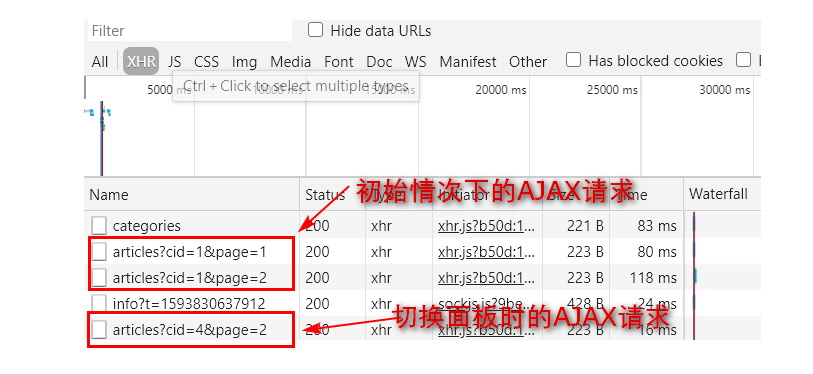 Filter
Hide data URLs
All XHR JS CSS Img Media Font Doc WS Manifest Other Has blocked cookies
Ctrl + Click to select multiple types
5000 ms 10000 ms 15000 ms 20000 ms 25000 ms 30000 ms
初始情次下的AJAX请求
Name Status Type Initiator Size Time Waterfall
categories 200 xhr xhr.js?b50d:1... 221 B 83 ms
articles?cid=1&page=1 200 xhr xhr.js?b50d:1... 223 B 80 ms
articles?cid=1&page=2 200 xhr xhr.js?b50d:1... 223 B 118 ms
info?t=1593830637912 200 xhr sockjs.js?9be... 428 B 24 ms
切换面板时的AJAX请求
articles?cid=4&page=2 200 xhr xhr.js?b50d:1... 223 B 16 ms